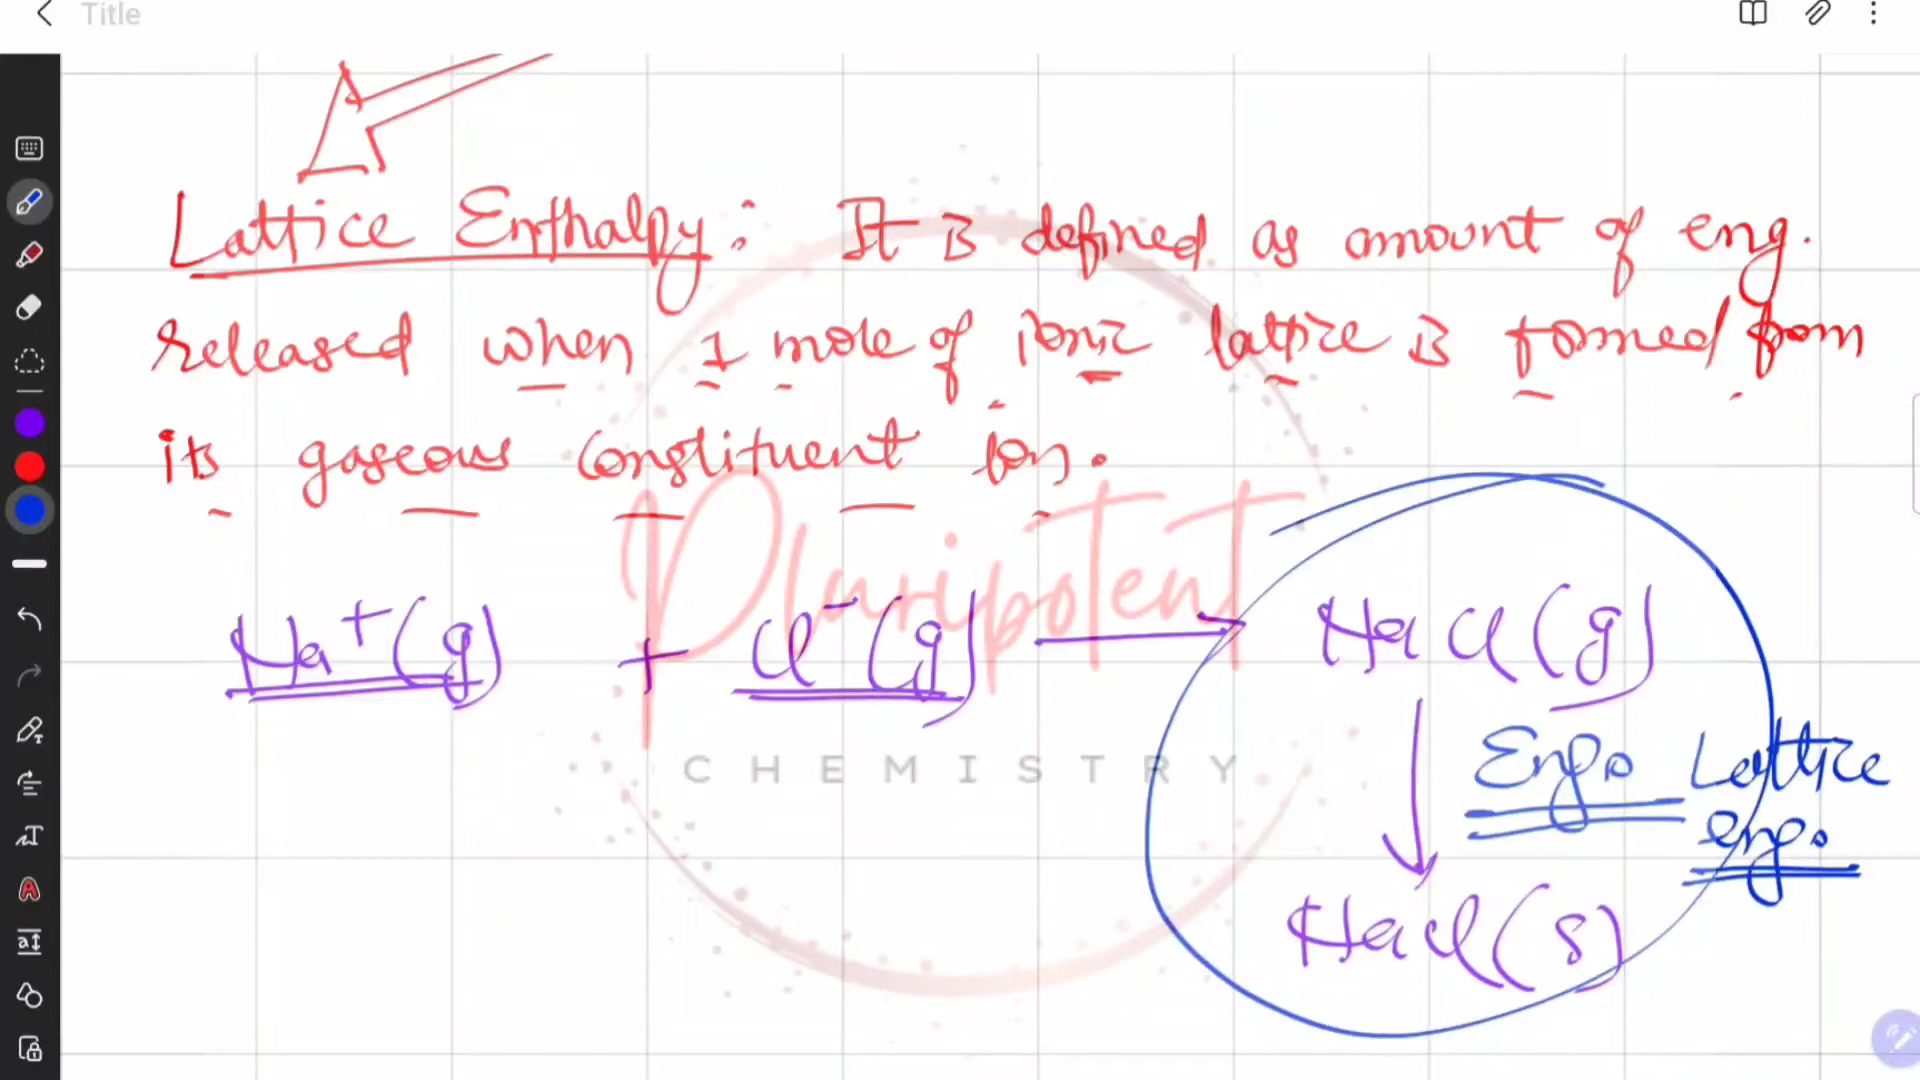 Title
Lattice Enthalpy: It is defined as amount of eng.
released when 1 mole of ionic lattice is formed from
its gaseous constituent ion.
Pluripotent
CHEMISTRY
Na+(g) + Cl-(g) → NaCl(g)
↓ Eng. Lattice
eng.
NaCl(s)